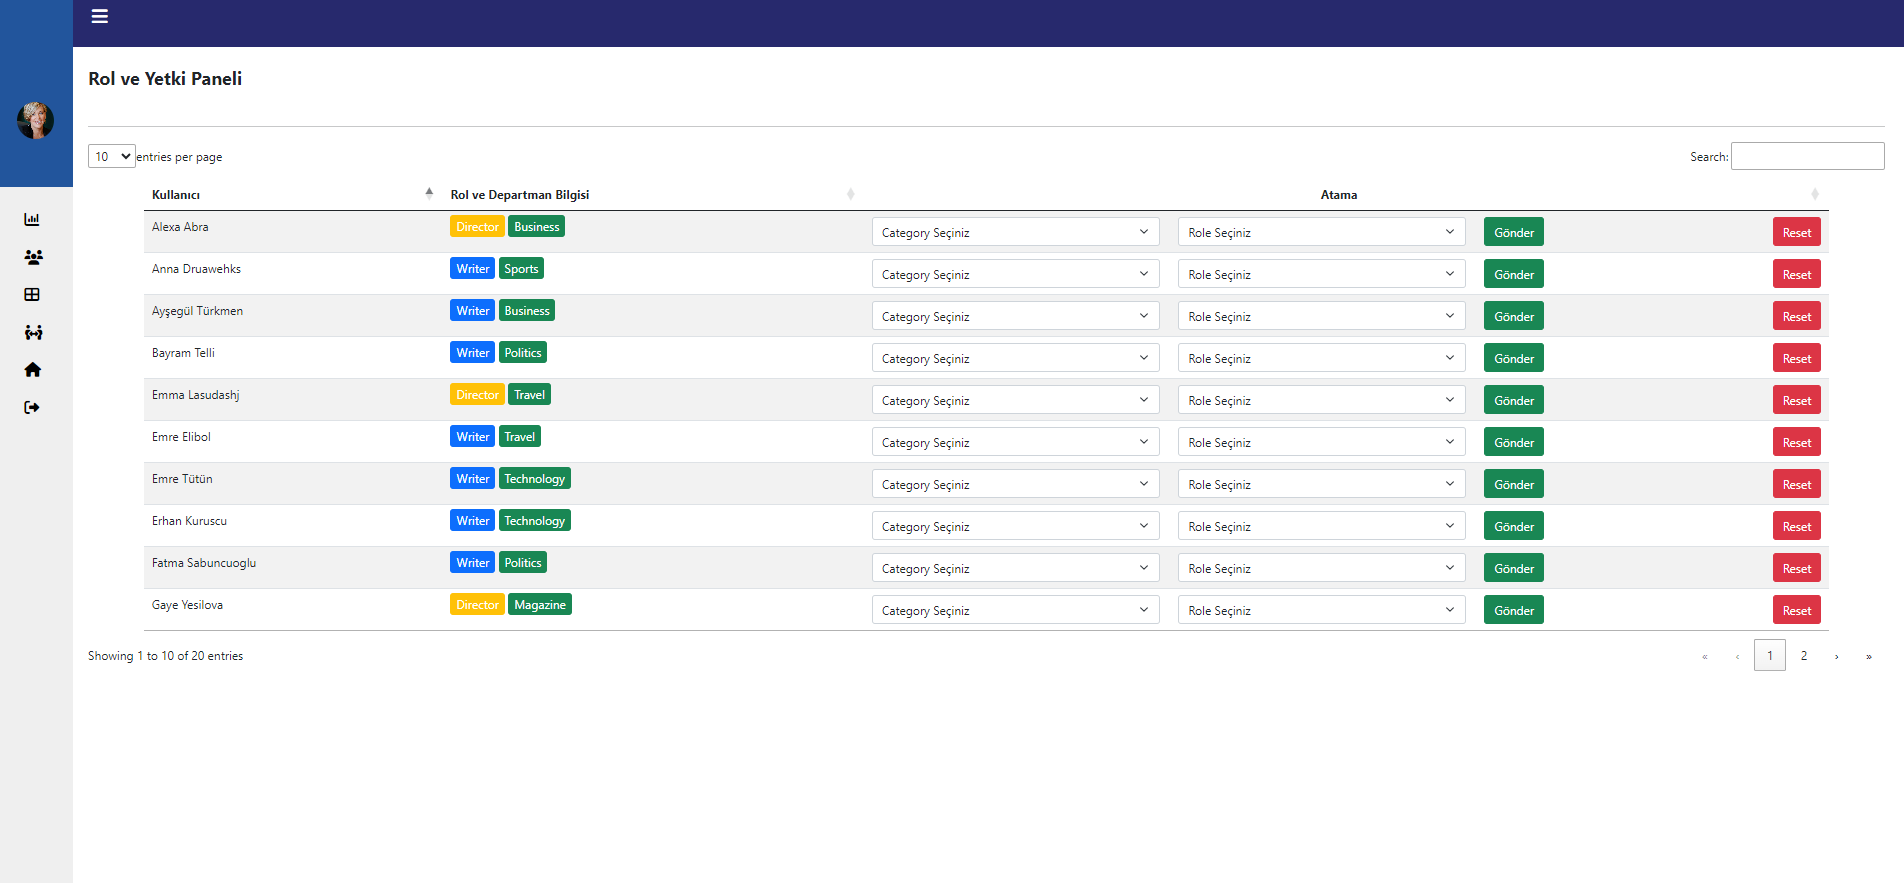 Rol ve Yetki Paneli
10 entries per page Search:
Kullanıcı Rol ve Departman Bilgisi Atama
Alexa Abra Director Business Category Seçiniz Role Seçiniz Gönder Reset
Anna Druawehks Writer Sports Category Seçiniz Role Seçiniz Gönder Reset
Ayşegül Türkmen Writer Business Category Seçiniz Role Seçiniz Gönder Reset
Bayram Telli Writer Politics Category Seçiniz Role Seçiniz Gönder Reset
Emma Lasudashj Director Travel Category Seçiniz Role Seçiniz Gönder Reset
Emre Elibol Writer Travel Category Seçiniz Role Seçiniz Gönder Reset
Emre Tütün Writer Technology Category Seçiniz Role Seçiniz Gönder Reset
Erhan Kuruscu Writer Technology Category Seçiniz Role Seçiniz Gönder Reset
Fatma Sabuncuoglu Writer Politics Category Seçiniz Role Seçiniz Gönder Reset
Gaye Yesilova Director Magazine Category Seçiniz Role Seçiniz Gönder Reset
Showing 1 to 10 of 20 entries « ‹ 1 2 › »